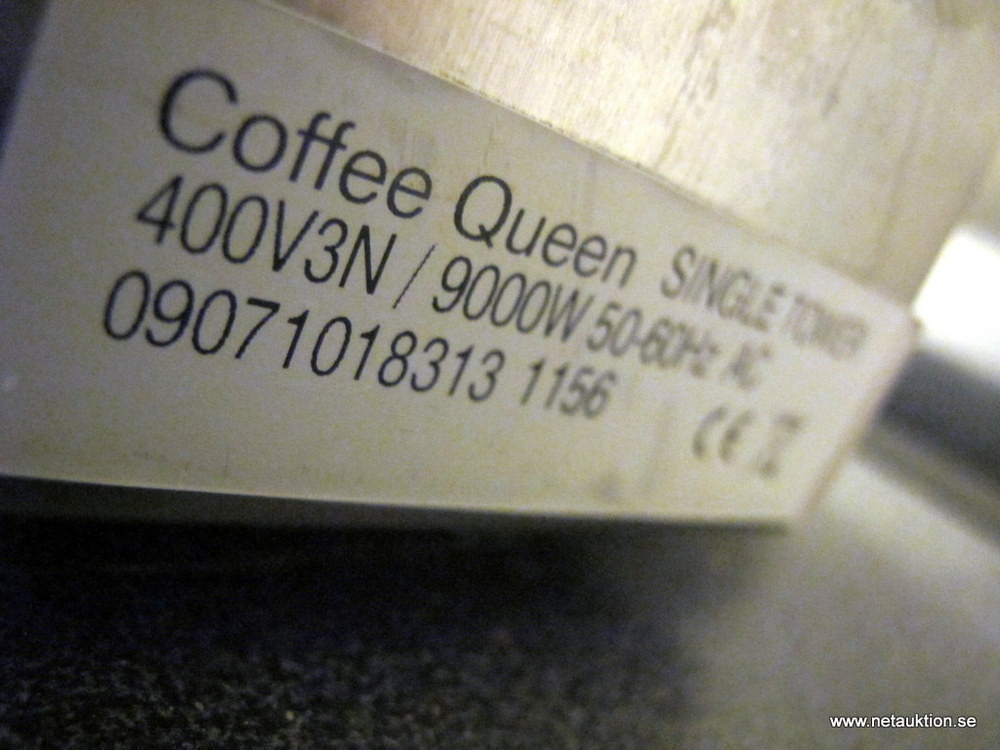 Coffee Queen SINGLE TOWER
400V3N / 9000W 50-60Hz AC
09071018313 1156 CE
www.netauktion.se